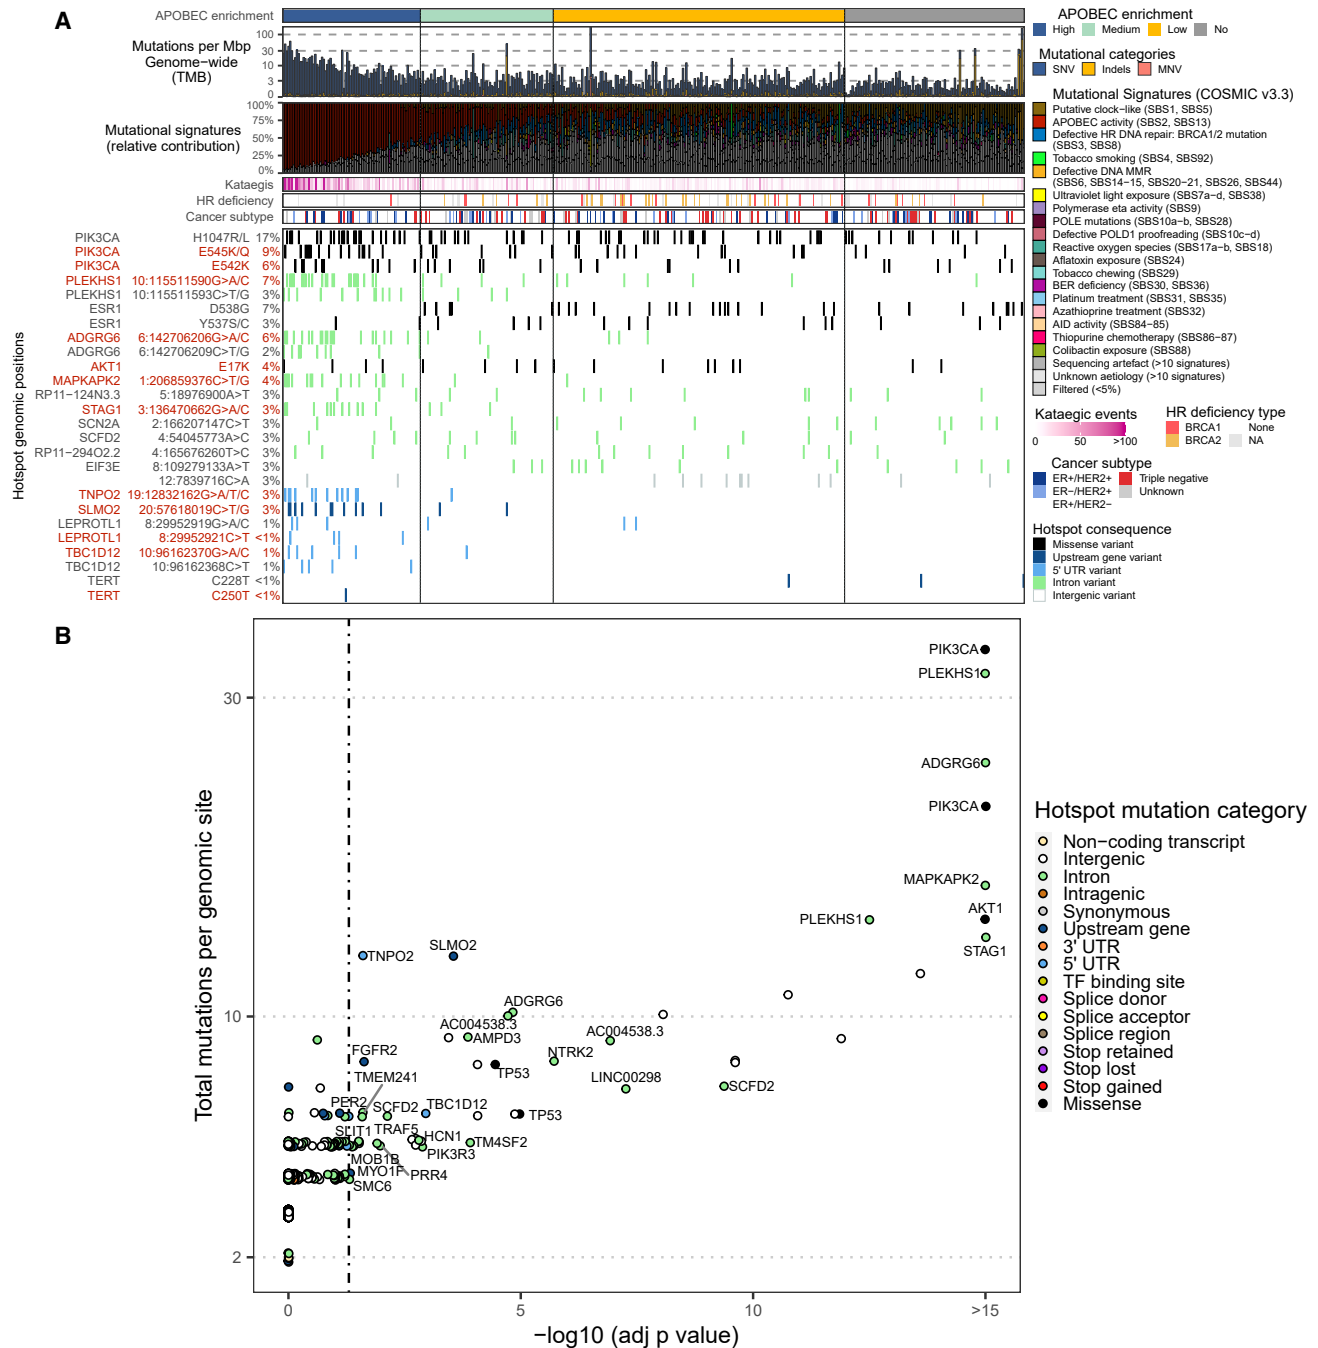 A
APOBEC enrichment
Mutations per Mbp
Genome−wide
(TMB)
100
30
10
3
0
Mutational signatures
(relative contribution)
100%
75%
50%
25%
0%
Kataegis
HR deficiency
Cancer subtype
Hotspot genomic positions
PIK3CA H1047R/L 17%
PIK3CA E545K/Q 9%
PIK3CA E542K 6%
PLEKHS1 10:115511590G>A/C 7%
PLEKHS1 10:115511593C>T/G 3%
ESR1 D538G 7%
ESR1 Y537S/C 3%
ADGRG6 6:142706206G>A/C 6%
ADGRG6 6:142706209C>T/G 2%
AKT1 E17K 4%
MAPKAPK2 1:206859376C>T/G 4%
RP11−124N3.3 5:18976900A>T 3%
STAG1 3:136470662G>A/C 3%
SCN2A 2:166207147C>T 3%
SCFD2 4:54045773A>C 3%
RP11−294O2.2 4:165676260T>C 3%
EIF3E 8:109279133A>T 3%
12:7839716C>A 3%
TNPO2 19:12832162G>A/T/C 3%
SLMO2 20:57618019C>T/G 3%
LEPROTL1 8:29952919G>A/C 1%
LEPROTL1 8:29952921C>T <1%
TBC1D12 10:96162370G>A/C 1%
TBC1D12 10:96162368C>T 1%
TERT C228T <1%
TERT C250T <1%
APOBEC enrichment
High Medium Low No
Mutational categories
SNV Indels MNV
Mutational Signatures (COSMIC v3.3)
Putative clock−like (SBS1, SBS5)
APOBEC activity (SBS2, SBS13)
Defective HR DNA repair: BRCA1/2 mutation
(SBS3, SBS8)
Tobacco smoking (SBS4, SBS92)
Defective DNA MMR
(SBS6, SBS14−15, SBS20−21, SBS26, SBS44)
Ultraviolet light exposure (SBS7a−d, SBS38)
Polymerase eta activity (SBS9)
POLE mutations (SBS10a−b, SBS28)
Defective POLD1 proofreading (SBS10c−d)
Reactive oxygen species (SBS17a−b, SBS18)
Aflatoxin exposure (SBS24)
Tobacco chewing (SBS29)
BER deficiency (SBS30, SBS36)
Platinum treatment (SBS31, SBS35)
Azathioprine treatment (SBS32)
AID activity (SBS84−85)
Thiopurine chemotherapy (SBS86−87)
Colibactin exposure (SBS88)
Sequencing artefact (>10 signatures)
Unknown aetiology (>10 signatures)
Filtered (<5%)
Kataegic events
0 50 >100
HR deficiency type
BRCA1 None
BRCA2 NA
Cancer subtype
ER+/HER2+ Triple negative
ER−/HER2+ Unknown
ER+/HER2−
Hotspot consequence
Missense variant
Upstream gene variant
5' UTR variant
Intron variant
Intergenic variant
B
Total mutations per genomic site
30
10
2
PIK3CA
PLEKHS1
ADGRG6
PIK3CA
MAPKAPK2
AKT1
PLEKHS1
STAG1
SLMO2
TNPO2
ADGRG6
AC004538.3
AMPD3
AC004538.3
FGFR2
NTRK2
TP53
TMEM241
LINC00298
SCFD2
PER2
SCFD2
TBC1D12
TP53
SLIT1
TRAF5
HCN1
TM4SF2
PIK3R3
MOB1B
MYO1F
PRR4
SMC6
0 5 10 >15
−log10 (adj p value)
Hotspot mutation category
Non−coding transcript
Intergenic
Intron
Intragenic
Synonymous
Upstream gene
3' UTR
5' UTR
TF binding site
Splice donor
Splice acceptor
Splice region
Stop retained
Stop lost
Stop gained
Missense